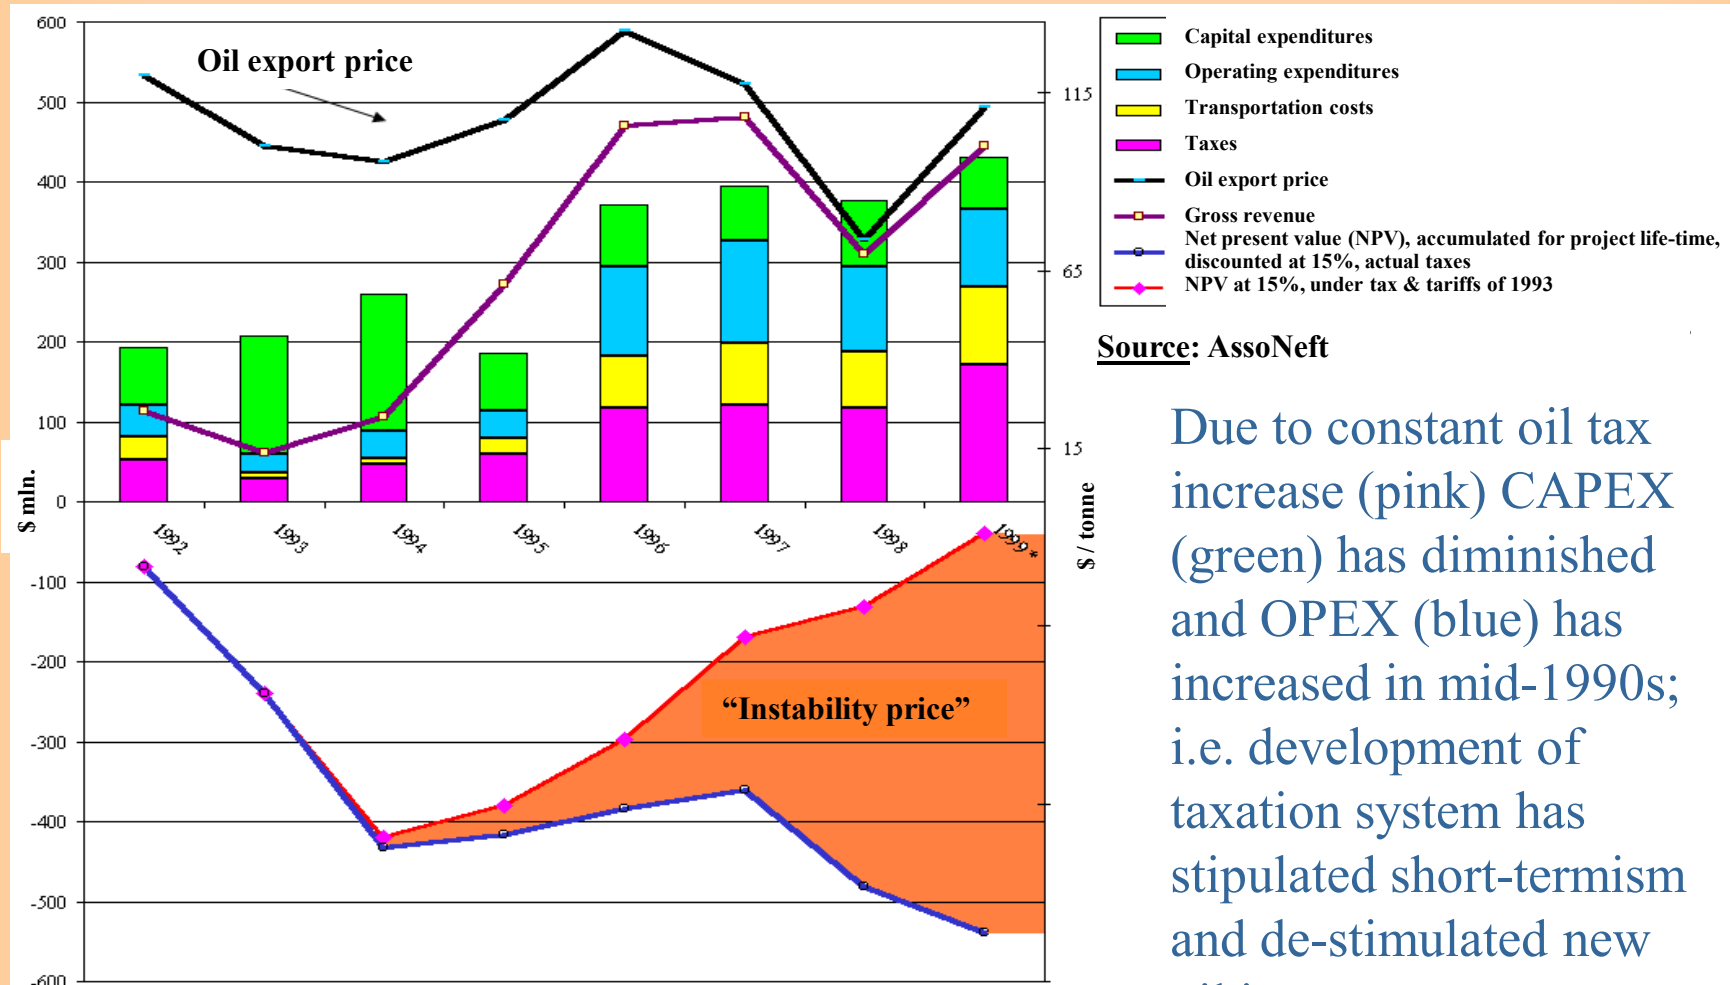 600
500
400
300
200
100
0
-100
-200
-300
-400
-500
-600
$ mln.
Oil export price
1992
1993
1994
1995
1996
1997
1998
1999*
115
65
15
$ / tonne
"Instability price"
Capital expenditures
Operating expenditures
Transportation costs
Taxes
Oil export price
Gross revenue
Net present value (NPV), accumulated for project life-time,
discounted at 15%, actual taxes
NPV at 15%, under tax & tariffs of 1993
Source: AssoNeft
Due to constant oil tax
increase (pink) CAPEX
(green) has diminished
and OPEX (blue) has
increased in mid-1990s;
i.e. development of
taxation system has
stipulated short-termism
and de-stimulated new